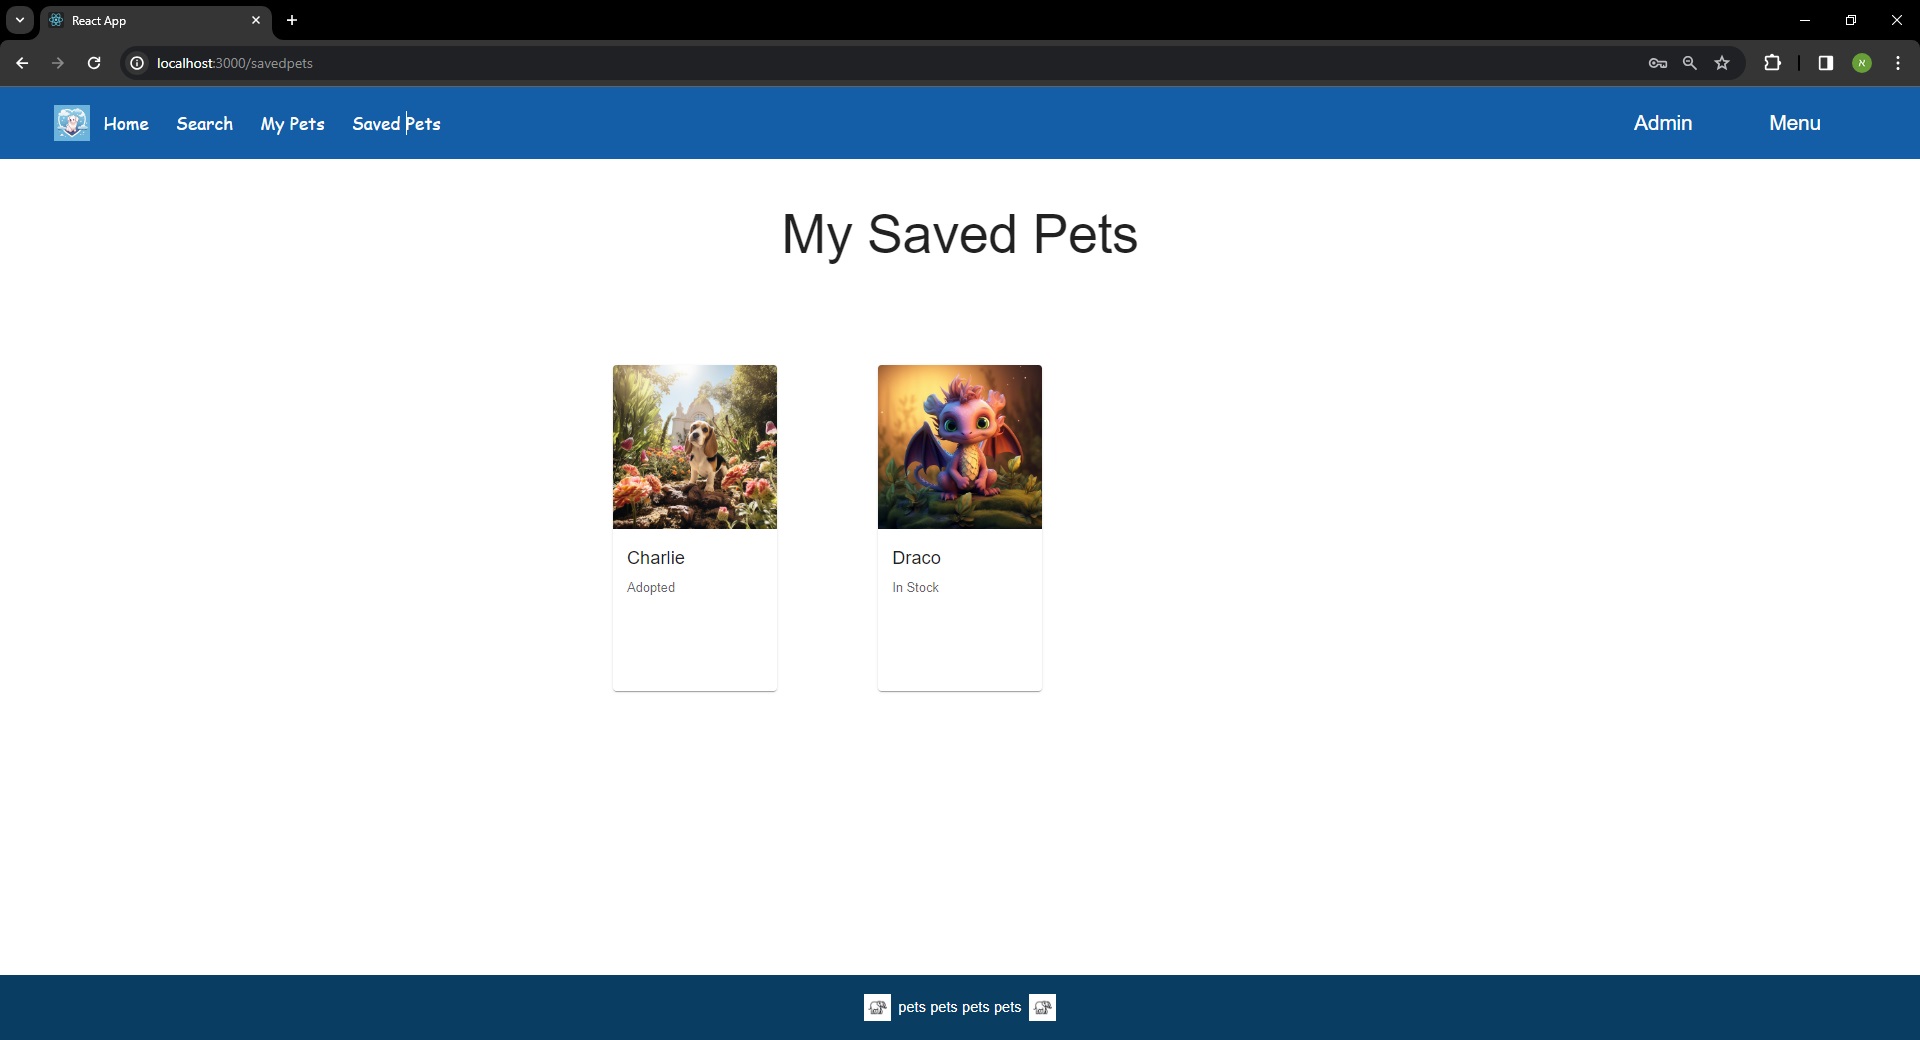 React App
localhost:3000/savedpets
א
Home Search My Pets Saved Pets Admin Menu
My Saved Pets
Charlie
Adopted
Draco
In Stock
pets pets pets pets